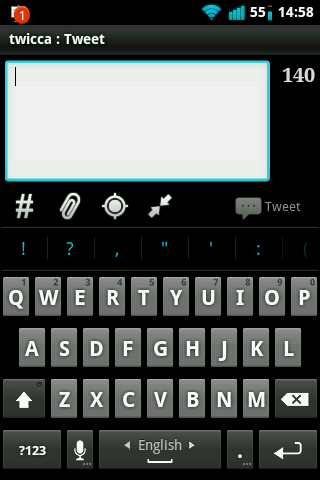 1 55 14:58
twicca : Tweet
140
# Tweet
! ? , " ' : (
1 2 3 4 5 6 7 8 9 0
Q W E R T Y U I O P
A S D F G H J K L
Z X C V B N M
?123 English .